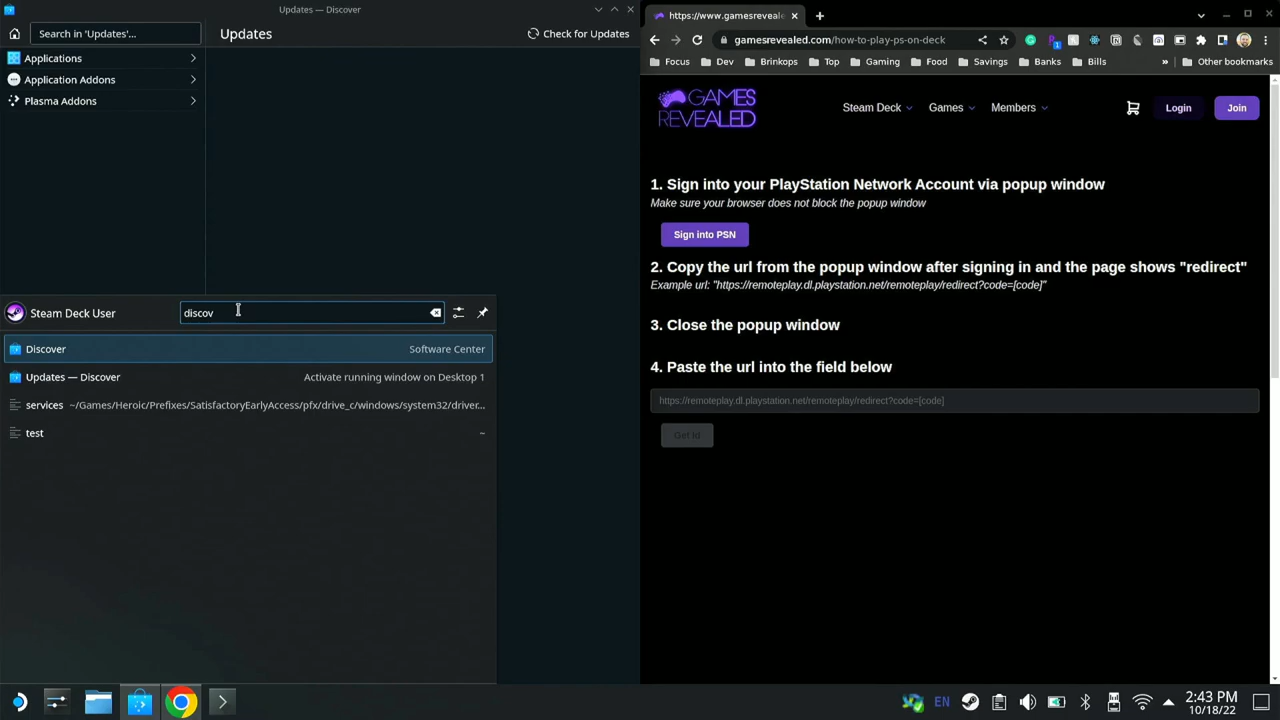 Updates — Discover
Search in 'Updates'...
Updates
Check for Updates
Applications
Application Addons
Plasma Addons
Steam Deck User
discov
Discover
Software Center
Updates — Discover
Activate running window on Desktop 1
services
~/Games/Heroic/Prefixes/SatisfactoryEarlyAccess/pfx/drive_c/windows/system32/driver...
test
~
https://www.gamesreveale
gamesrevealed.com/how-to-play-ps-on-deck
Focus
Dev
Brinkops
Top
Gaming
Food
Savings
Banks
Bills
»
Other bookmarks
GAMES
REVEALED
Steam Deck
Games
Members
Login
Join
1. Sign into your PlayStation Network Account via popup window
Make sure your browser does not block the popup window
Sign into PSN
2. Copy the url from the popup window after signing in and the page shows "redirect"
Example url: "https://remoteplay.dl.playstation.net/remoteplay/redirect?code=[code]"
3. Close the popup window
4. Paste the url into the field below
https://remoteplay.dl.playstation.net/remoteplay/redirect?code=[code]
Get Id
EN
2:43 PM
10/18/22